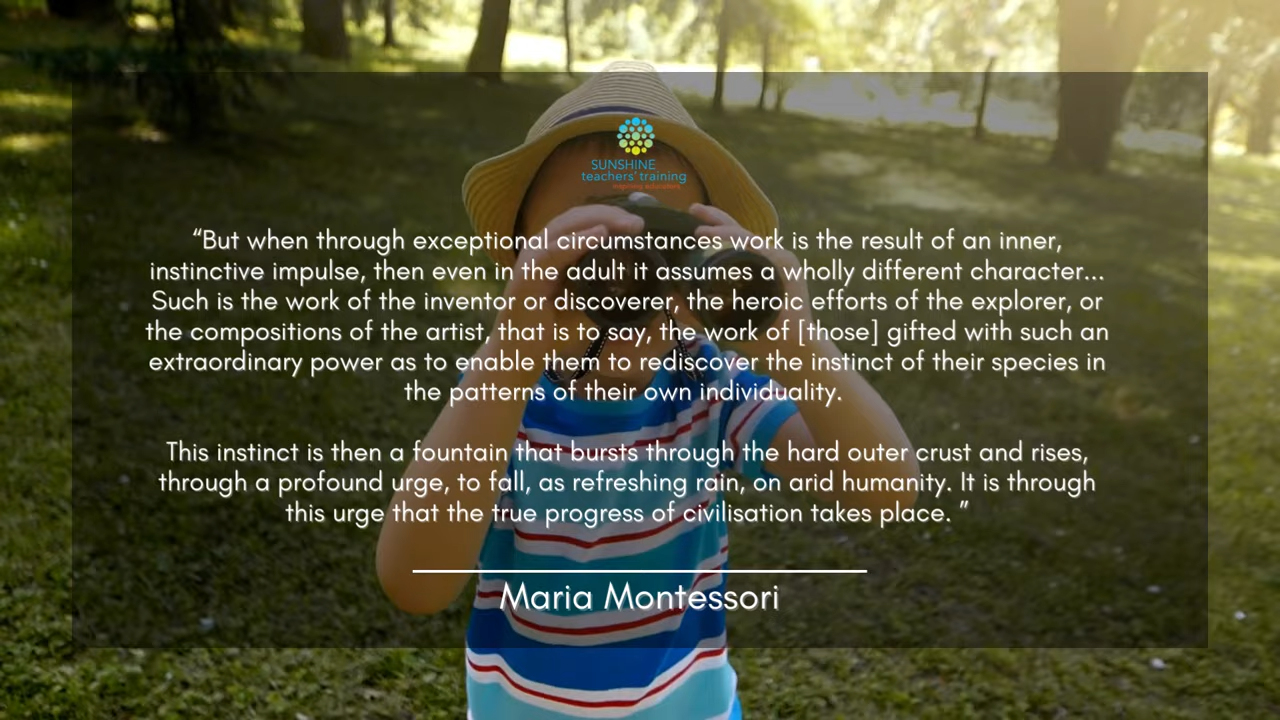 SUNSHINE
teachers' training
inspiring educators
“But when through exceptional circumstances work is the result of an inner,
instinctive impulse, then even in the adult it assumes a wholly different character...
Such is the work of the inventor or discoverer, the heroic efforts of the explorer, or
the compositions of the artist, that is to say, the work of [those] gifted with such an
extraordinary power as to enable them to rediscover the instinct of their species in
the patterns of their own individuality.
This instinct is then a fountain that bursts through the hard outer crust and rises,
through a profound urge, to fall, as refreshing rain, on arid humanity. It is through
this urge that the true progress of civilisation takes place. ”
Maria Montessori